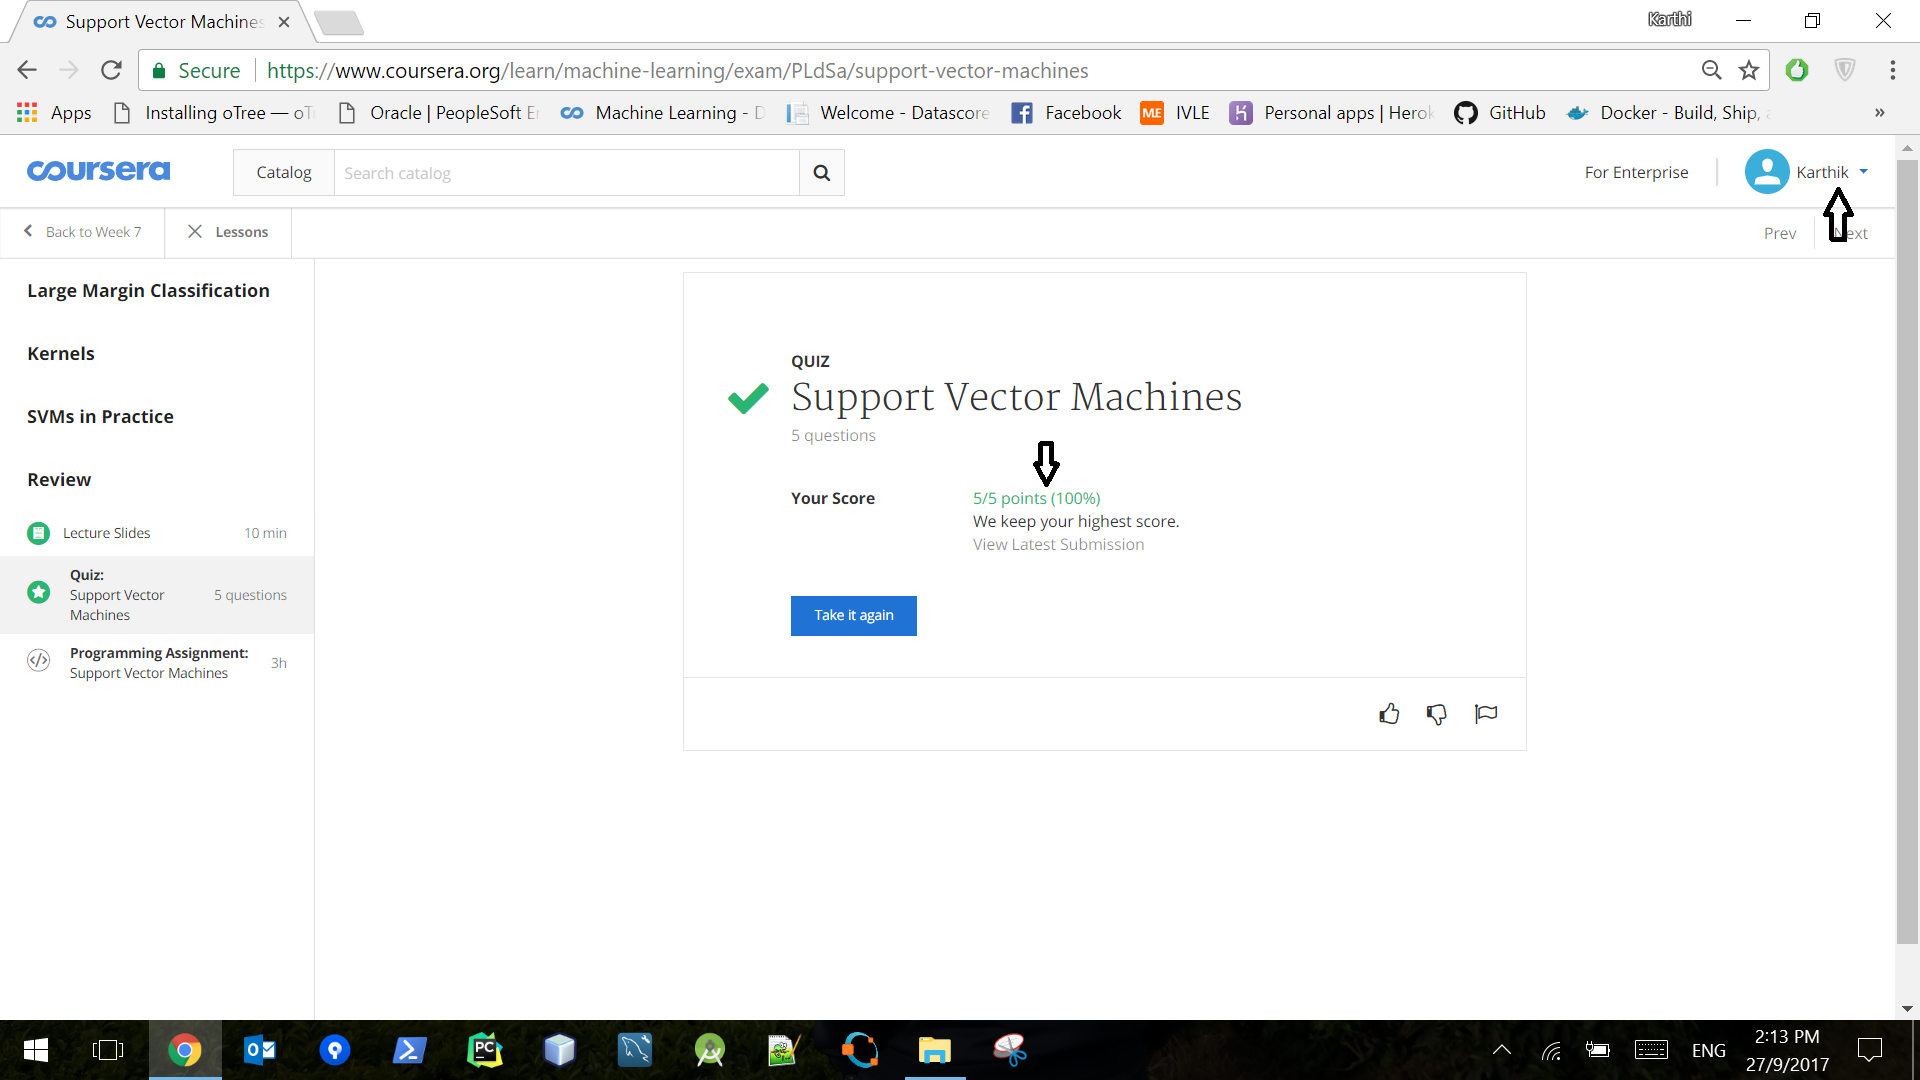 Support Vector Machines
Karthi
Secure
https://www.coursera.org/learn/machine-learning/exam/PLdSa/support-vector-machines
Apps
Installing oTree — oT
Oracle | PeopleSoft E
Machine Learning - D
Welcome - Datascore
ME
IVLE
Facebook
Personal apps | Herok
GitHub
Docker - Build, Ship,
»
coursera
Catalog
Search catalog
For Enterprise
Karthik
Back to Week 7
Lessons
Prev
Next
Large Margin Classification
Kernels
SVMs in Practice
Review
Lecture Slides
10 min
Quiz:
Support Vector
Machines
5 questions
Programming Assignment:
Support Vector Machines
3h
QUIZ
Support Vector Machines
5 questions
Your Score
5/5 points (100%)
We keep your highest score.
View Latest Submission
Take it again
PC
ENG
2:13 PM
27/9/2017